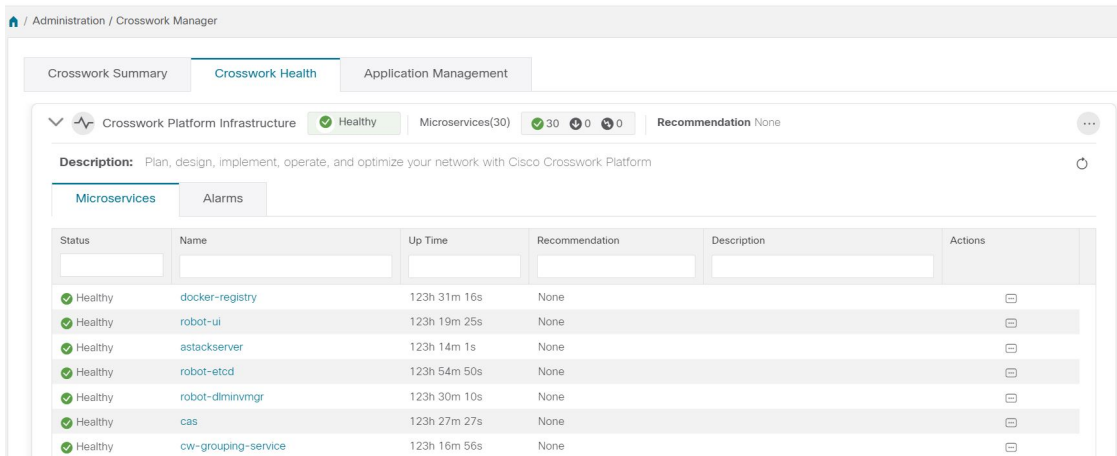 / Administration / Crosswork Manager
Crosswork Summary Crosswork Health Application Management
Crosswork Platform Infrastructure Healthy Microservices(30) 30 0 0 Recommendation None
Description: Plan, design, implement, operate, and optimize your network with Cisco Crosswork Platform
Microservices Alarms
Status Name Up Time Recommendation Description Actions
Healthy docker-registry 123h 31m 16s None
Healthy robot-ui 123h 19m 25s None
Healthy astackserver 123h 14m 1s None
Healthy robot-etcd 123h 54m 50s None
Healthy robot-dlminvmgr 123h 30m 10s None
Healthy cas 123h 27m 27s None
Healthy cw-grouping-service 123h 16m 56s None